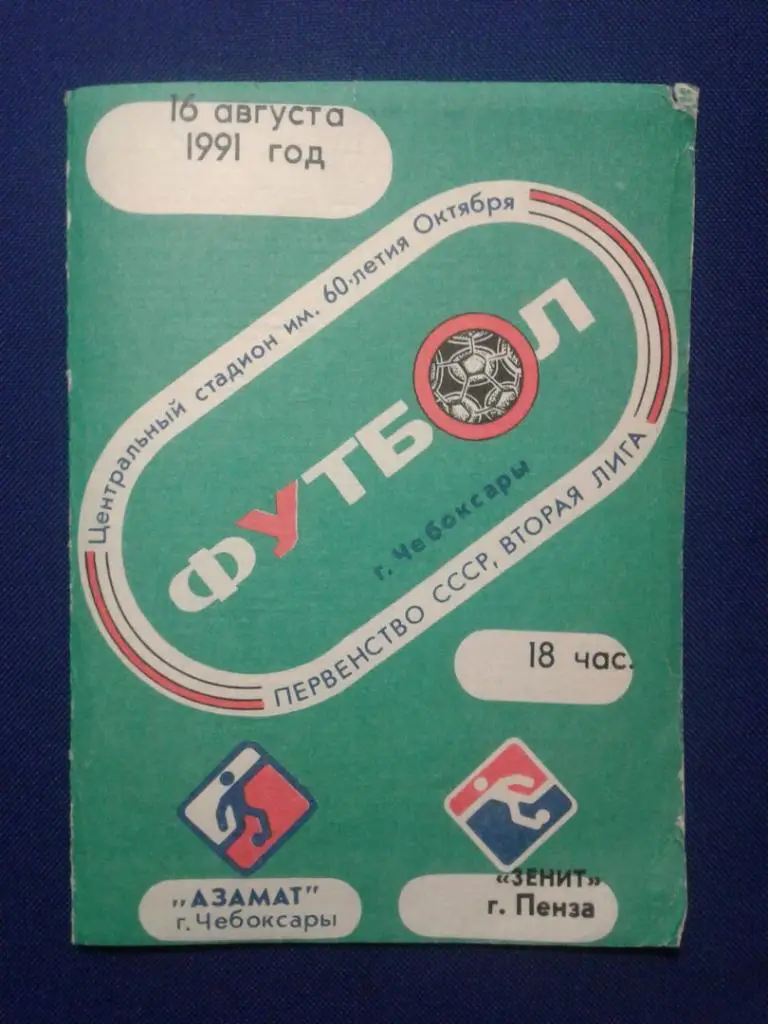 16 августа
1991 год
Центральный стадион им. 60-летия Октября
ФУТБОЛ
г. Чебоксары
ПЕРВЕНСТВО СССР, ВТОРАЯ ЛИГА
18 час.
„АЗАМАТ"
г. Чебоксары
«ЗЕНИТ»
г. Пенза